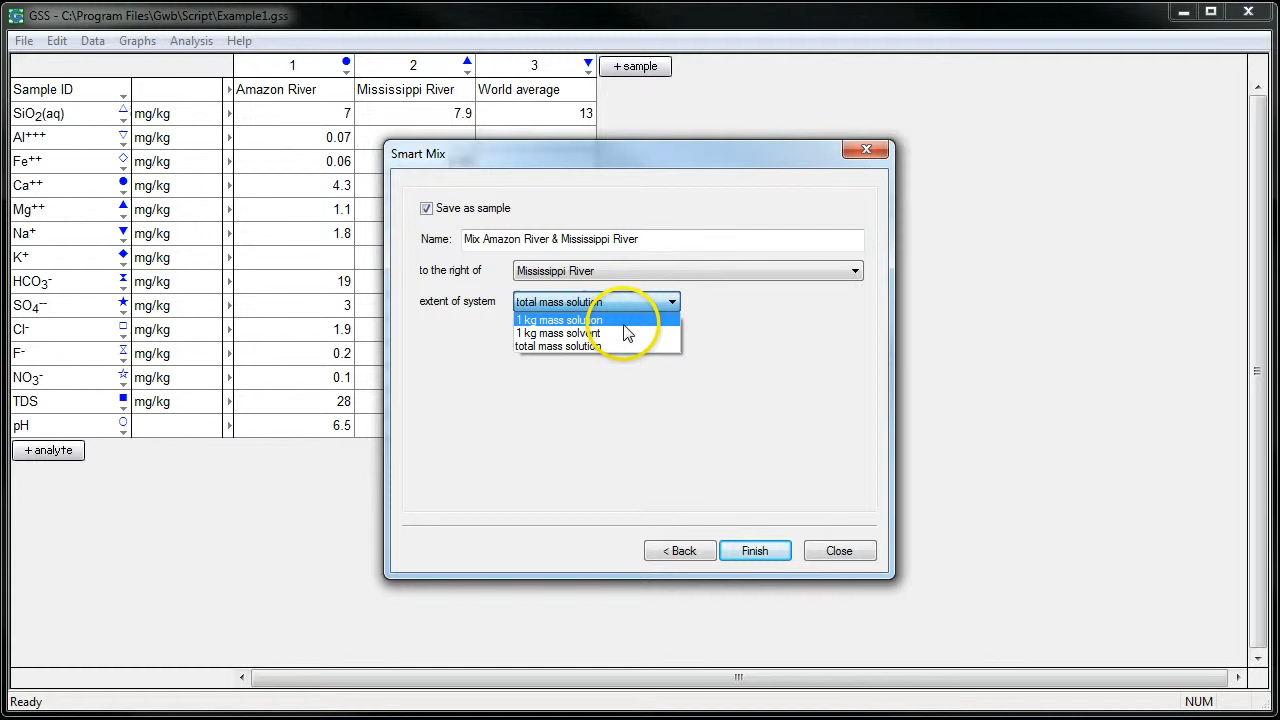 GSS - C:\Program Files\Gwb\Script\Example1.gss
File Edit Data Graphs Analysis Help
1 2 3 + sample
Sample ID Amazon River Mississippi River World average
SiO2(aq) mg/kg 7 7.9 13
Al+++ mg/kg 0.07
Fe++ mg/kg 0.06
Ca++ mg/kg 4.3
Mg++ mg/kg 1.1
Na+ mg/kg 1.8
K+ mg/kg
HCO3- mg/kg 19
SO4-- mg/kg 3
Cl- mg/kg 1.9
F- mg/kg 0.2
NO3- mg/kg 0.1
TDS mg/kg 28
pH 6.5
+ analyte
Smart Mix
Save as sample
Name: Mix Amazon River & Mississippi River
to the right of Mississippi River
extent of system total mass solution
1 kg mass solution
1 kg mass solvent
total mass solution
< Back Finish Close
Ready NUM